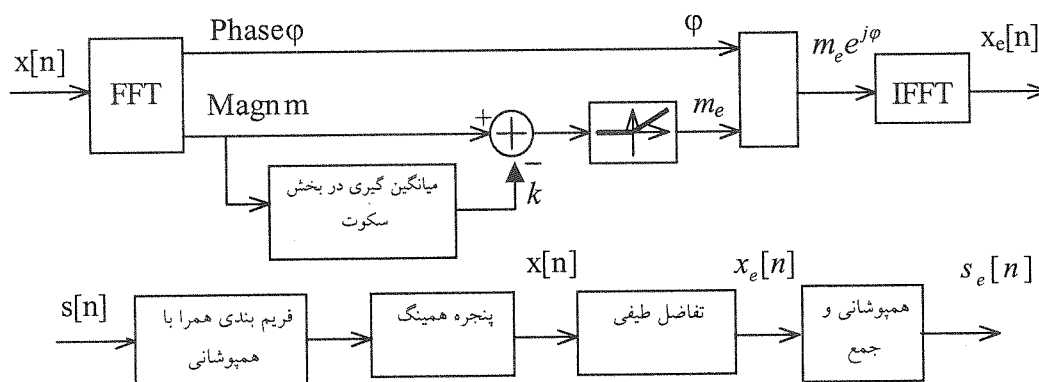 Phaseφ
φ
m_e e^{jφ}
x_e[n]
x[n]
FFT
IFFT
Magnm
m_e
+
+
−
k
میانگین گیری در بخش
سکوت
x[n]
x_e[n]
s_e[n]
s[n]
فریم بندی همرا با
همپوشانی
پنجره همینگ
تفاضل طیفی
همپوشانی و
جمع